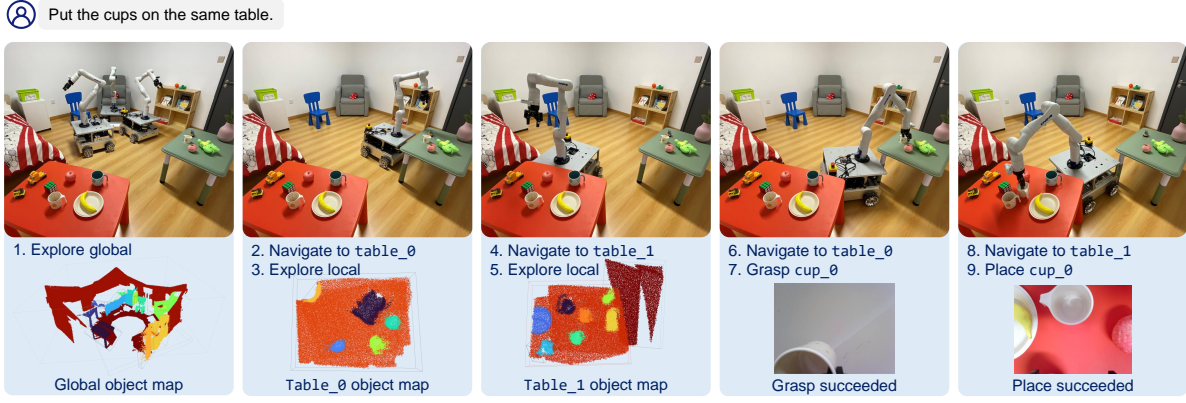 Put the cups on the same table.
1. Explore global
Global object map
2. Navigate to table_0
3. Explore local
Table_0 object map
4. Navigate to table_1
5. Explore local
Table_1 object map
6. Navigate to table_0
7. Grasp cup_0
Grasp succeeded
8. Navigate to table_1
9. Place cup_0
Place succeeded